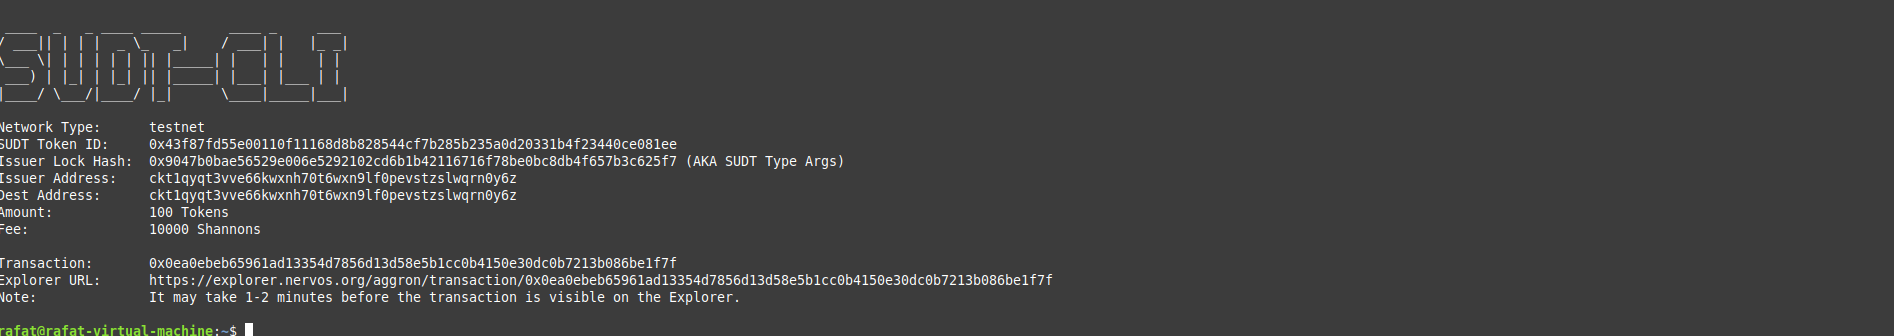 SUDT-CLI
Network Type: testnet
SUDT Token ID: 0x43f87fd55e00110f11168d8b828544cf7b285b235a0d20331b4f23440ce081ee
Issuer Lock Hash: 0x9047b0bae56529e006e5292102cd6b1b42116716f78be0bc8db4f657b3c625f7 (AKA SUDT Type Args)
Issuer Address: ckt1qyqt3vve66kwxnh70t6wxn9lf0pevstzslwqrn0y6z
Dest Address: ckt1qyqt3vve66kwxnh70t6wxn9lf0pevstzslwqrn0y6z
Amount: 100 Tokens
Fee: 10000 Shannons
Transaction: 0x0ea0ebeb65961ad13354d7856d13d58e5b1cc0b4150e30dc0b7213b086be1f7f
Explorer URL: https://explorer.nervos.org/aggron/transaction/0x0ea0ebeb65961ad13354d7856d13d58e5b1cc0b4150e30dc0b7213b086be1f7f
Note: It may take 1-2 minutes before the transaction is visible on the Explorer.
rafat@rafat-virtual-machine:~$